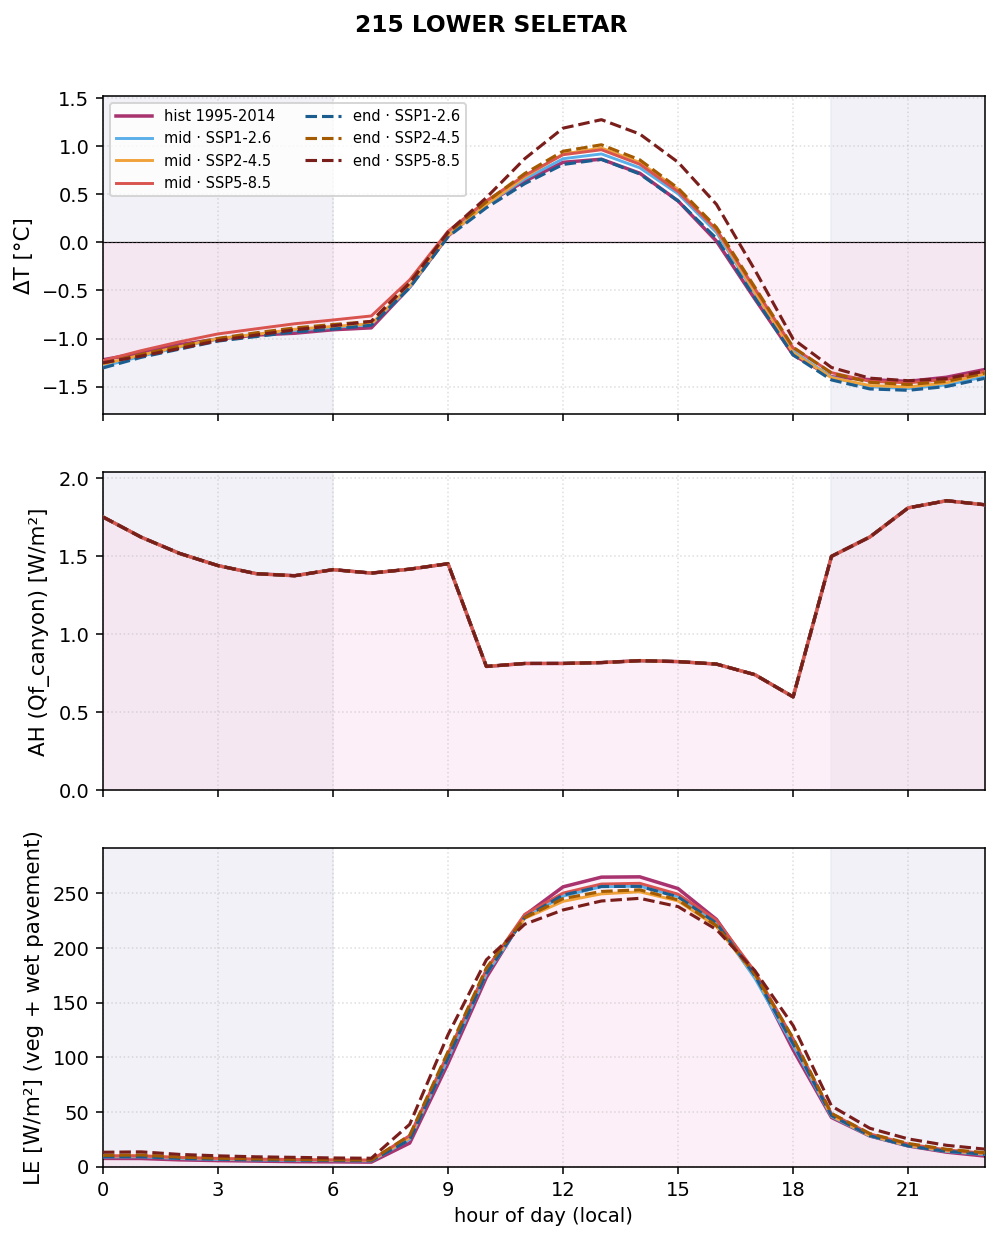 215 LOWER SELETAR
hist 1995-2014
mid · SSP1-2.6
mid · SSP2-4.5
mid · SSP5-8.5
end · SSP1-2.6
end · SSP2-4.5
end · SSP5-8.5
ΔT [°C]
1.5
1.0
0.5
0.0
−0.5
−1.0
−1.5
AH (Qf_canyon) [W/m²]
2.0
1.5
1.0
0.5
0.0
LE [W/m²] (veg + wet pavement)
250
200
150
100
50
0
0 3 6 9 12 15 18 21
hour of day (local)